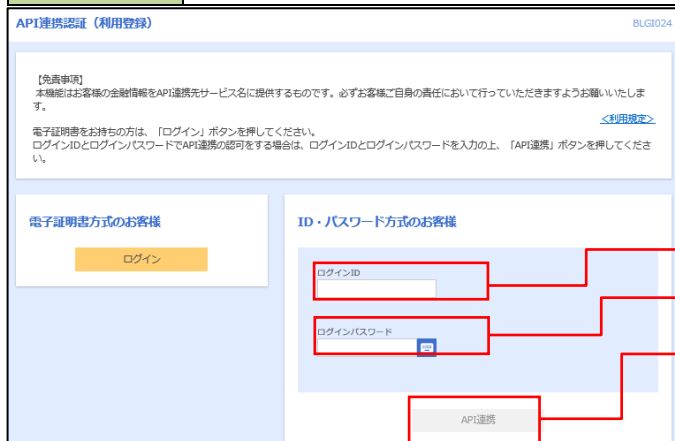 API連携認証（利用登録）
BLGI024
【免責事項】
本機能はお客様の金融情報をAPI連携先サービス名に提供するものです。必ずお客様ご自身の責任において行っていただきますようお願いいたしま
す。
<利用規定>
電子証明書をお持ちの方は、「ログイン」ボタンを押してください。
ログインIDとログインパスワードでAPI連携の認可をする場合は、ログインIDとログインパスワードを入力の上、「API連携」ボタンを押してくださ
い。
電子証明書方式のお客様
ログイン
ID・パスワード方式のお客様
ログインID
ログインパスワード
API連携